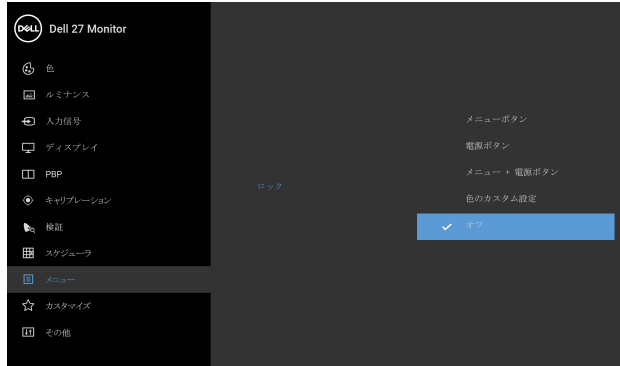 DELL
Dell 27 Monitor
色
ルミナンス
入力信号
ディスプレイ
PBP
キャリブレーション
検証
スケジューラ
メニュー
カスタマイズ
その他
ロック
メニューボタン
電源ボタン
メニュー + 電源ボタン
色のカスタム設定
オフ